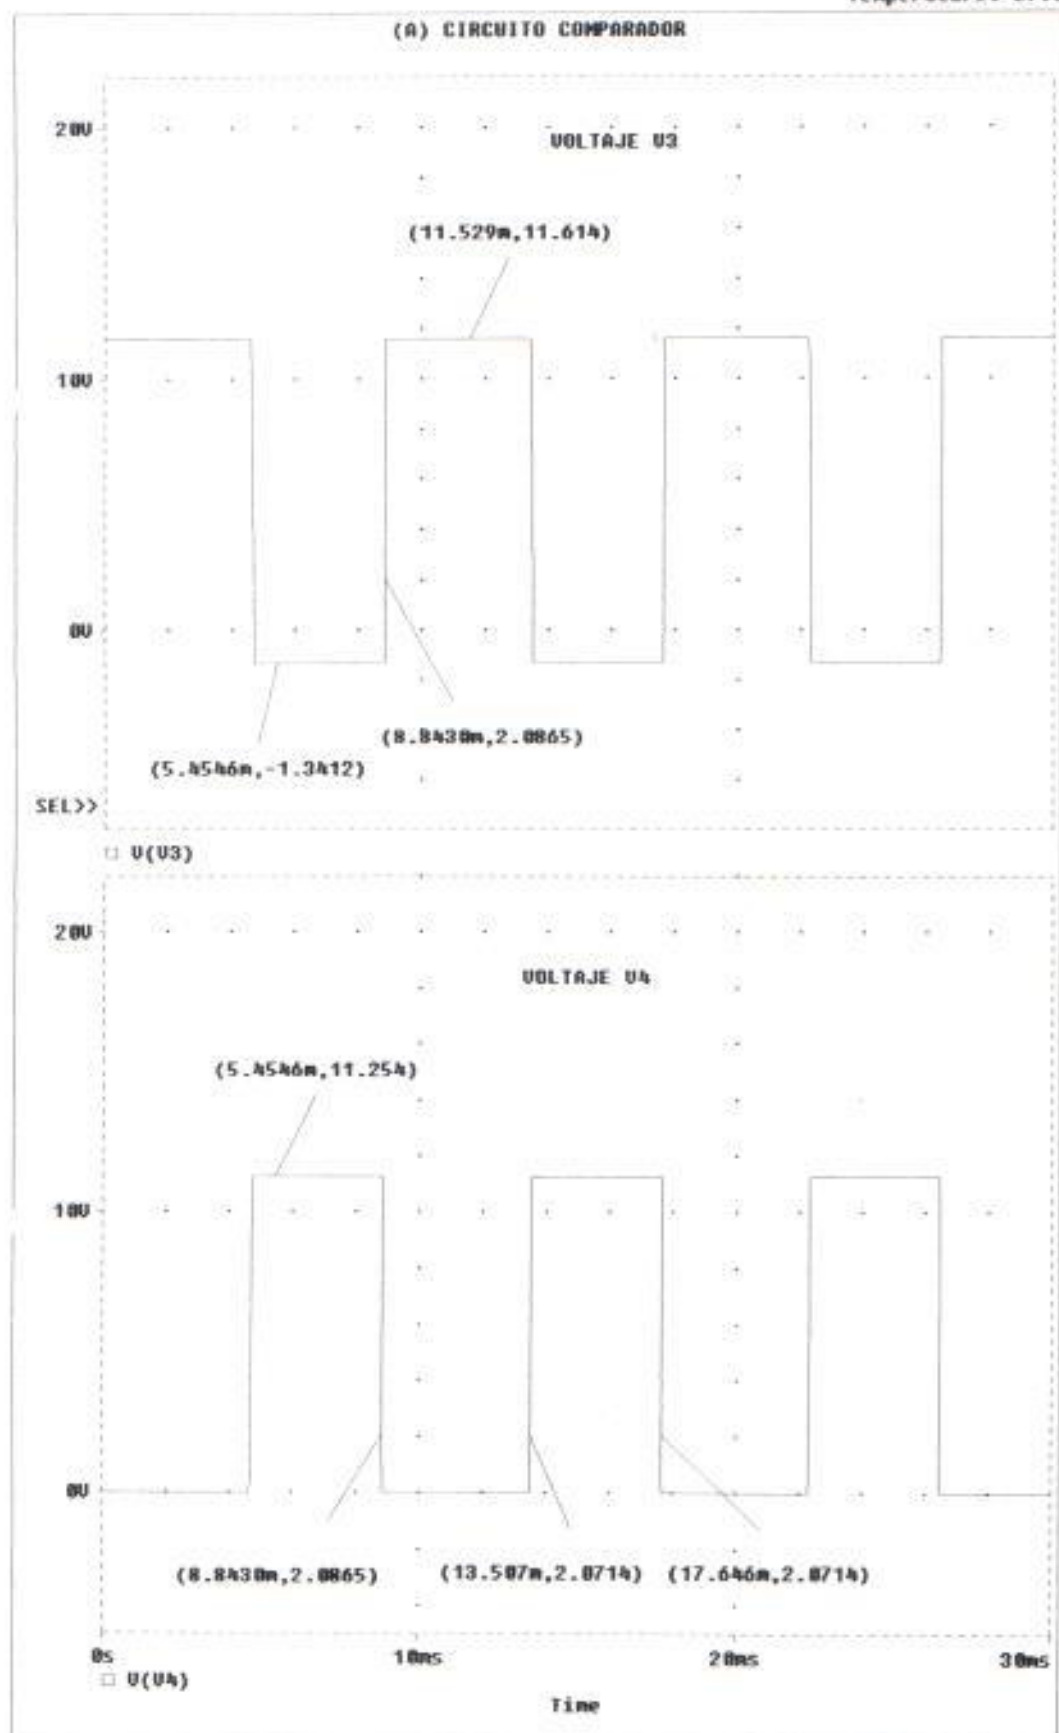 (A) CIRCUITO COMPARADOR
20V
VOLTAJE V3
(11.529m,11.614)
10V
0V
(8.8430m,2.0865)
(5.4546m,-1.3412)
SEL>>
V(V3)
20V
VOLTAJE V4
(5.4546m,11.254)
10V
0V
(8.8430m,2.0865) (13.507m,2.0714) (17.646m,2.0714)
0s 10ms 20ms 30ms
V(V4)
Time